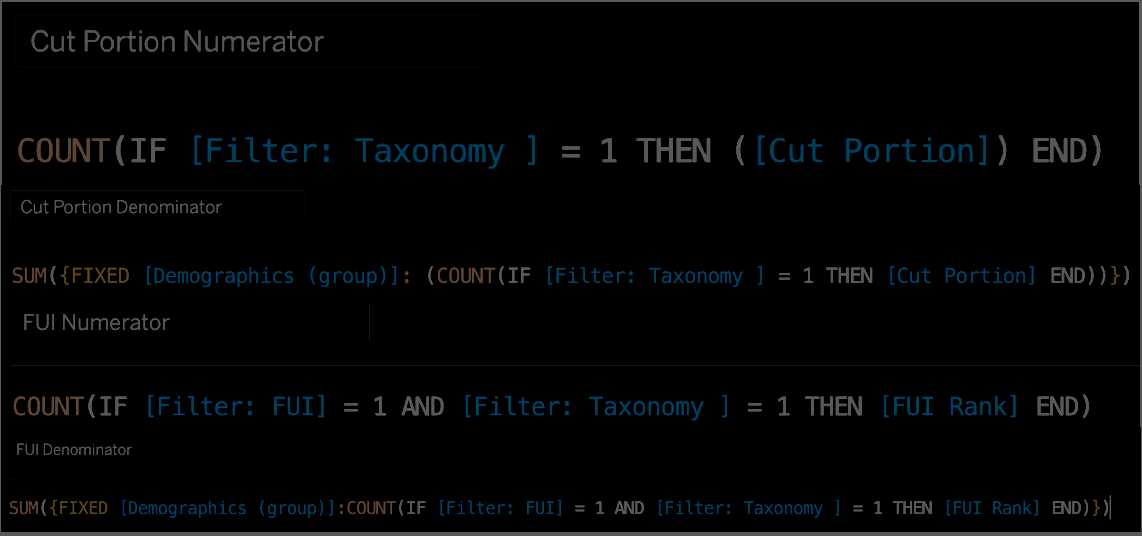 Cut Portion Numerator
COUNT(IF [Filter: Taxonomy ] = 1 THEN ([Cut Portion]) END)
Cut Portion Denominator
SUM({FIXED [Demographics (group)]: (COUNT(IF [Filter: Taxonomy ] = 1 THEN [Cut Portion] END))})
FUI Numerator
COUNT(IF [Filter: FUI] = 1 AND [Filter: Taxonomy ] = 1 THEN [FUI Rank] END)
FUI Denominator
SUM({FIXED [Demographics (group)]:COUNT(IF [Filter: FUI] = 1 AND [Filter: Taxonomy ] = 1 THEN [FUI Rank] END)})